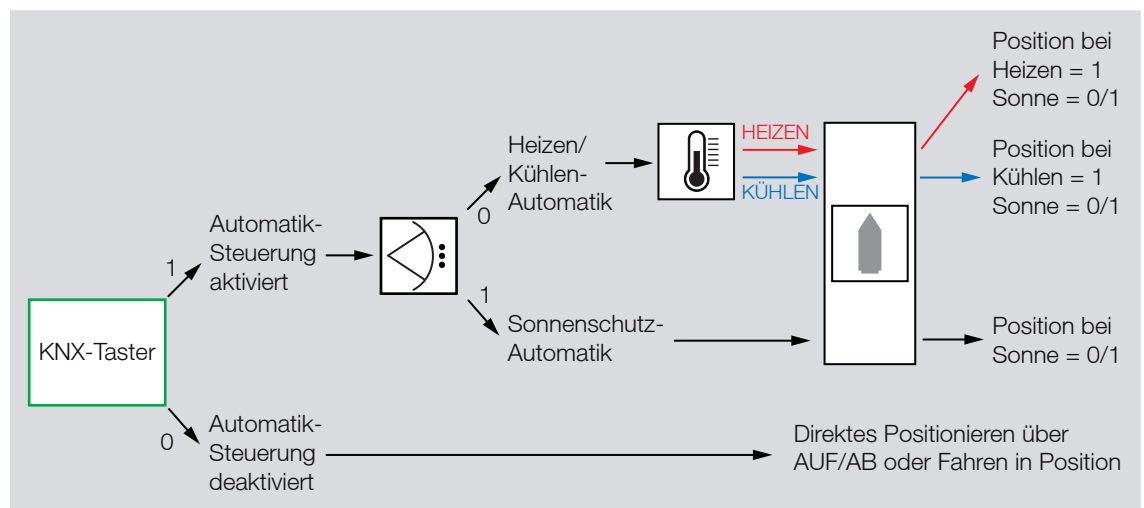 KNX-Taster
1
Automatik-
Steuerung
aktiviert
0
Heizen/
Kühlen-
Automatik
HEIZEN
KÜHLEN
Position bei
Heizen = 1
Sonne = 0/1
Position bei
Kühlen = 1
Sonne = 0/1
1
Sonnenschutz-
Automatik
Position bei
Sonne = 0/1
0
Automatik-
Steuerung
deaktiviert
Direktes Positionieren über
AUF/AB oder Fahren in Position